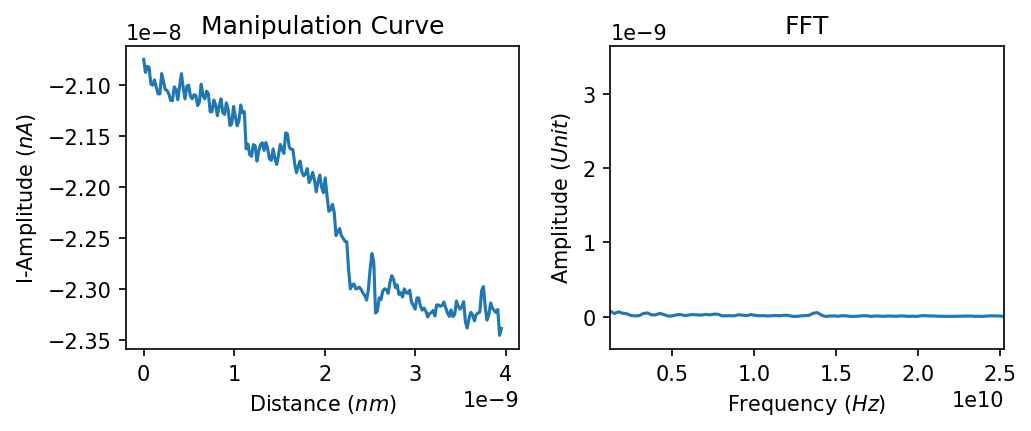 Manipulation Curve
1e−8
−2.10
−2.15
−2.20
−2.25
−2.30
−2.35
I-Amplitude (nA)
0 1 2 3 4
1e−9
Distance (nm)
FFT
1e−9
3
2
1
0
Amplitude (Unit)
0.5 1.0 1.5 2.0 2.5
1e10
Frequency (Hz)